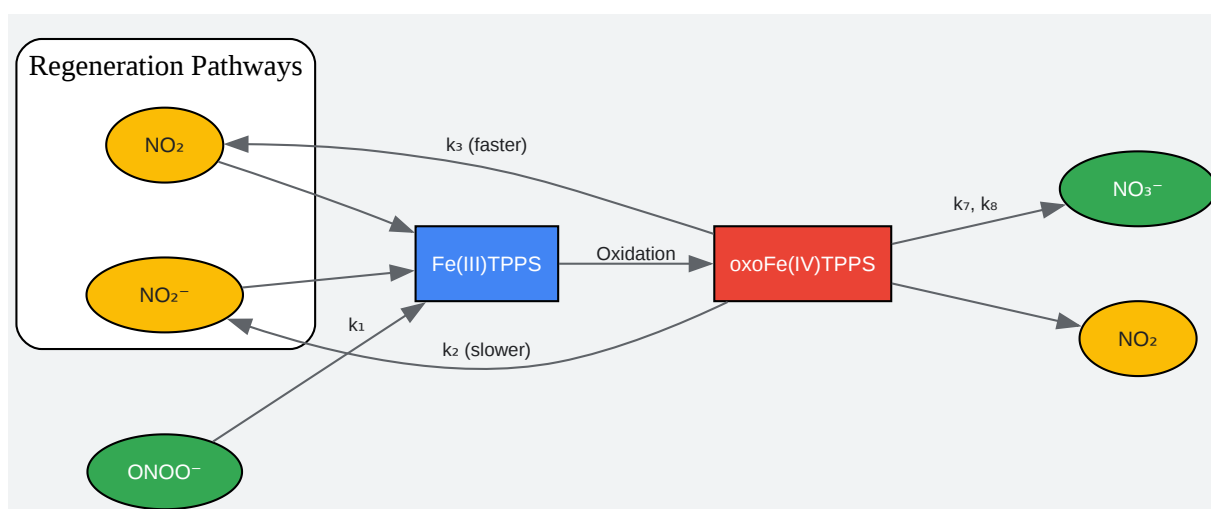 Regeneration Pathways
NO₂
k₃ (faster)
NO₃⁻
k₇, k₈
Fe(III)TPPS
Oxidation
oxoFe(IV)TPPS
NO₂⁻
k₁
k₂ (slower)
NO₂
ONOO⁻